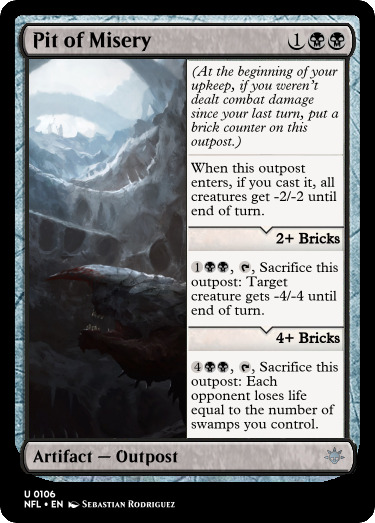 Pit of Misery 1
(At the beginning of your
upkeep, if you weren't
dealt combat damage
since your last turn, put a
brick counter on this
outpost.)
When this outpost
enters, if you cast it, all
creatures get -2/-2 until
end of turn.
2+ Bricks
1, , Sacrifice this
outpost: Target
creature gets -4/-4 until
end of turn.
4+ Bricks
4, , Sacrifice this
outpost: Each
opponent loses life
equal to the number of
swamps you control.
Artifact — Outpost
U 0106
NFL • EN Sebastian Rodriguez